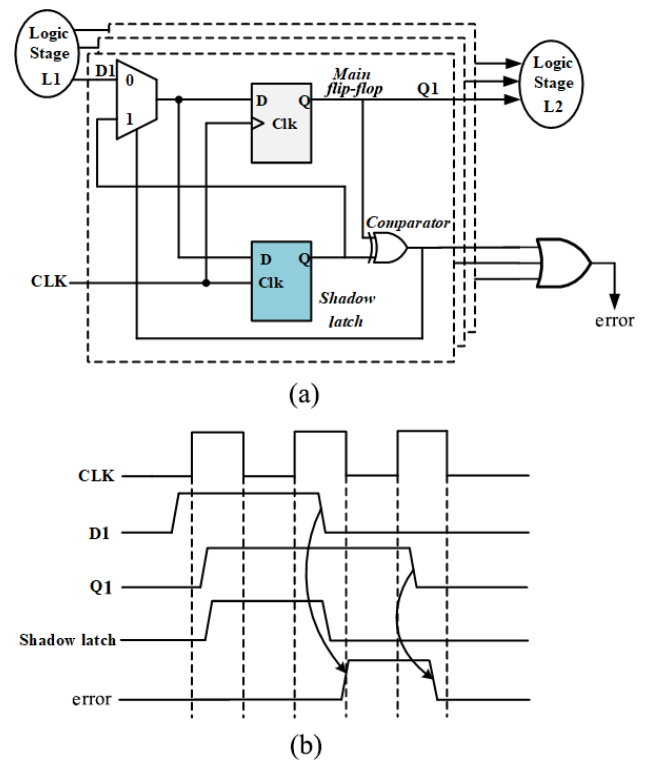 Logic
Stage
L1
D1
0
1
D
Q
Clk
Main
flip-flop
Q1
Logic
Stage
L2
Comparator
CLK
D
Q
Clk
Shadow
latch
error
(a)
CLK
D1
Q1
Shadow latch
error
(b)